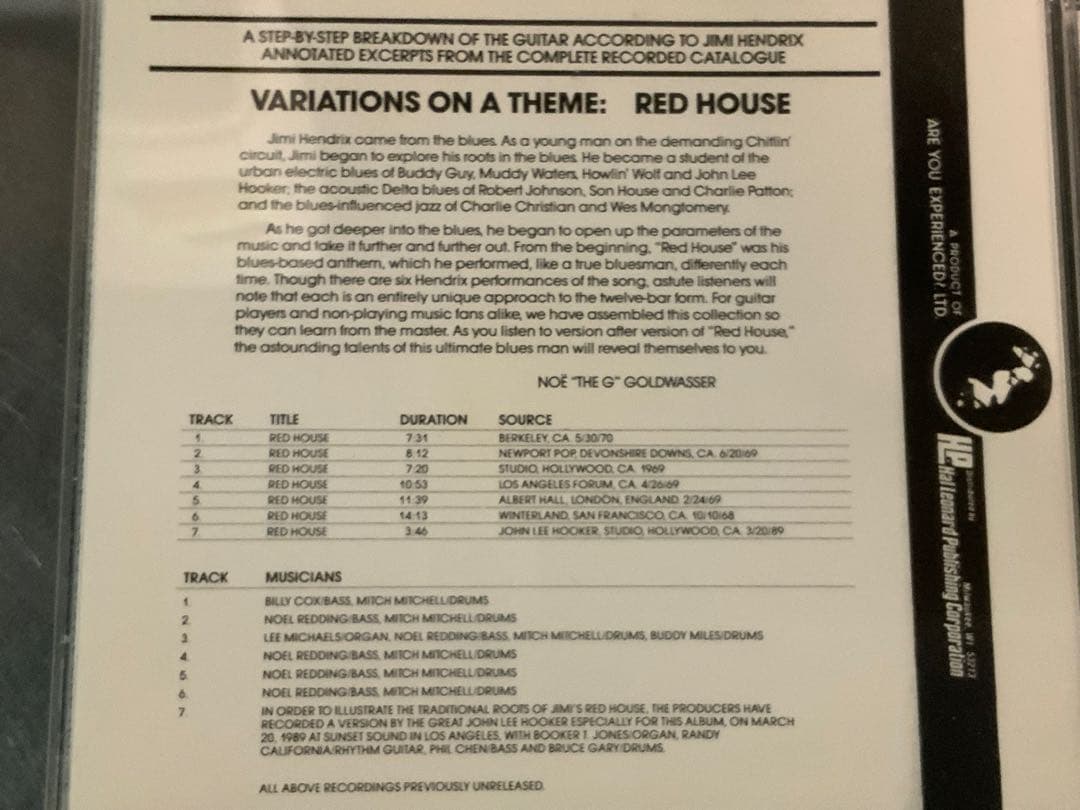 A STEP-BY-STEP BREAKDOWN OF THE GUITAR ACCORDING TO JIMI HENDRIX
ANNOTATED EXCERPTS FROM THE COMPLETE RECORDED CATALOGUE
VARIATIONS ON A THEME: RED HOUSE
Jimi Hendrix came from the blues. As a young man on the demanding Chitlin'
circuit, Jimi began to explore his roots in the blues. He became a student of the
urban electric blues of Buddy Guy, Muddy Waters, Howlin' Wolf and John Lee
Hooker; the acoustic Delta blues of Robert Johnson, Son House and Charlie Patton;
and the blues-influenced jazz of Charlie Christian and Wes Mongtomery.
As he got deeper into the blues, he began to open up the parameters of the
music and take it further and further out. From the beginning, "Red House" was his
blues-based anthem, which he performed, like a true bluesman, differently each
time. Though there are six Hendrix performances of the song, astute listeners will
note that each is an entirely unique approach to the twelve-bar form. For guitar
players and non-playing music fans alike, we have assembled this collection so
they can learn from the master. As you listen to version after version of "Red House,"
the astounding talents of this ultimate blues man will reveal themselves to you.
NOË "THE G" GOLDWASSER
TRACK TITLE DURATION SOURCE
1. RED HOUSE 7:31 BERKELEY, CA. 5/30/70
2. RED HOUSE 8:12 NEWPORT POP, DEVONSHIRE DOWNS, CA. 6/20/69
3. RED HOUSE 7:20 STUDIO, HOLLYWOOD, CA. 1969
4. RED HOUSE 10:53 LOS ANGELES FORUM, CA. 4/26/69
5. RED HOUSE 11:39 ALBERT HALL, LONDON, ENGLAND. 2/24/69
6. RED HOUSE 14:13 WINTERLAND, SAN FRANCISCO, CA. 10/10/68
7. RED HOUSE 3:46 JOHN LEE HOOKER, STUDIO, HOLLYWOOD, CA. 3/20/89
TRACK MUSICIANS
1. BILLY COX/BASS, MITCH MITCHELL/DRUMS
2. NOEL REDDING/BASS, MITCH MITCHELL/DRUMS
3. LEE MICHAELS/ORGAN, NOEL REDDING/BASS, MITCH MITCHELL/DRUMS, BUDDY MILES/DRUMS
4. NOEL REDDING/BASS, MITCH MITCHELL/DRUMS
5. NOEL REDDING/BASS, MITCH MITCHELL/DRUMS
6. NOEL REDDING/BASS, MITCH MITCHELL/DRUMS
7. IN ORDER TO ILLUSTRATE THE TRADITIONAL ROOTS OF JIMI'S RED HOUSE, THE PRODUCERS HAVE
RECORDED A VERSION BY THE GREAT JOHN LEE HOOKER ESPECIALLY FOR THIS ALBUM, ON MARCH
20, 1989 AT SUNSET SOUND IN LOS ANGELES, WITH BOOKER T. JONES/ORGAN, RANDY
CALIFORNIA/RHYTHM GUITAR, PHIL CHEN/BASS AND BRUCE GARY/DRUMS.
ALL ABOVE RECORDINGS PREVIOUSLY UNRELEASED.
A PRODUCT OF
ARE YOU EXPERIENCED?, LTD.
Distributed by
HLP Hal Leonard Publishing Corporation
Milwaukee, WI 53213